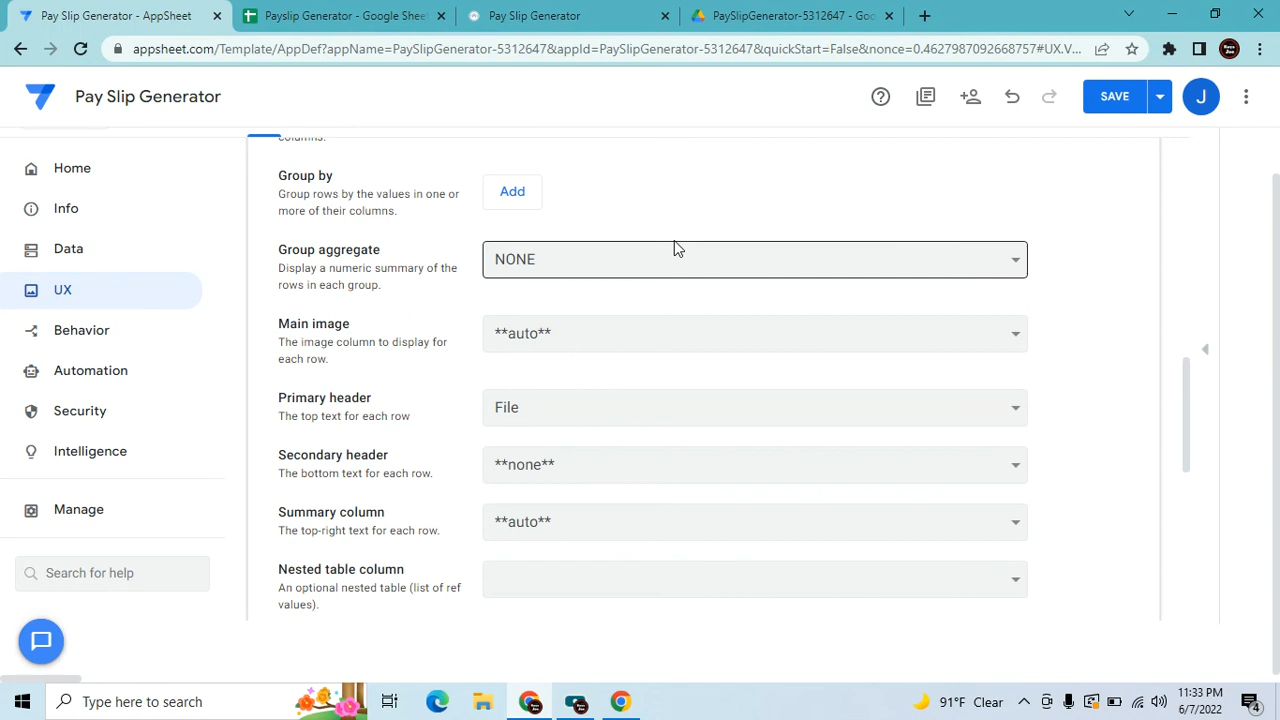 Pay Slip Generator - AppSheet
Payslip Generator - Google Shee
Pay Slip Generator
PaySlipGenerator-5312647 - Goo
appsheet.com/Template/AppDef?appName=PaySlipGenerator-5312647&appId=PaySlipGenerator-5312647&quickStart=False&nonce=0.4627987092668757#UX.V...
Pay Slip Generator
SAVE
J
columns.
Home
Info
Data
UX
Behavior
Automation
Security
Intelligence
Manage
Search for help
Group by
Group rows by the values in one or
more of their columns.
Add
Group aggregate
Display a numeric summary of the
rows in each group.
NONE
Main image
The image column to display for
each row.
**auto**
Primary header
The top text for each row
File
Secondary header
The bottom text for each row.
**none**
Summary column
The top-right text for each row.
**auto**
Nested table column
An optional nested table (list of ref
values).
Type here to search
91°F Clear
11:33 PM
6/7/2022
4